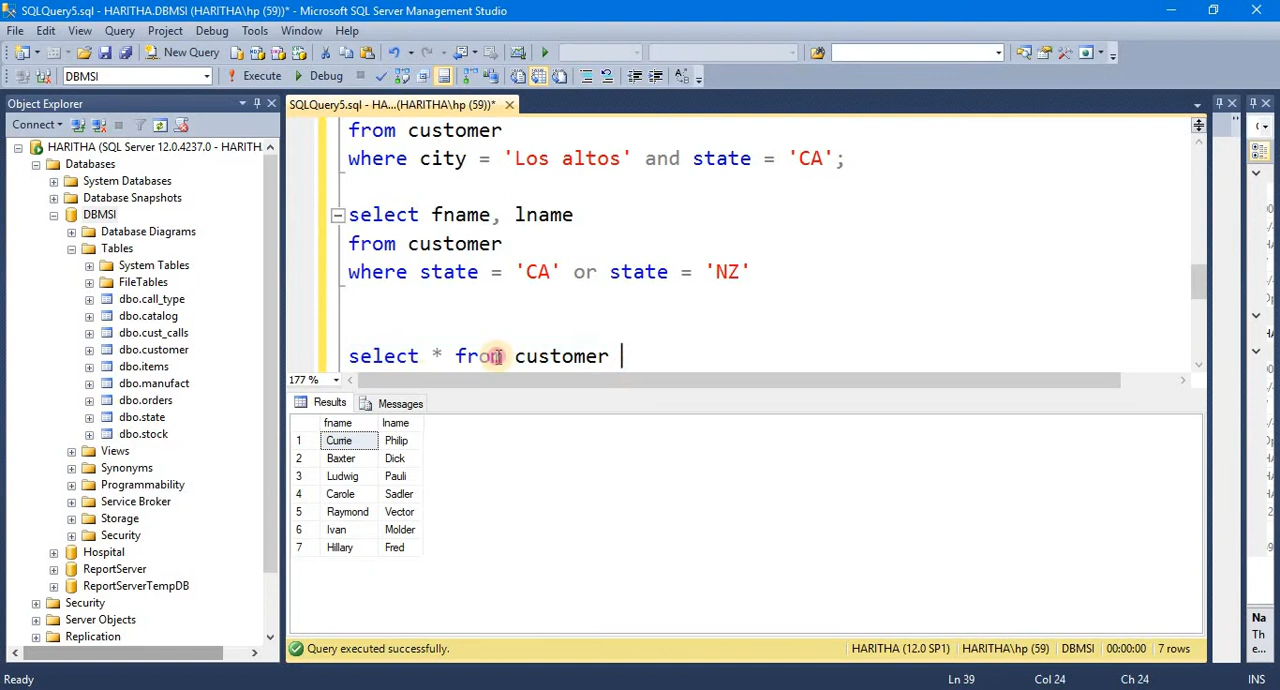 SQLQuery5.sql - HARITHA.DBMSI (HARITHA\hp (59))* - Microsoft SQL Server Management Studio
File Edit View Query Project Debug Tools Window Help
New Query
DBMSI Execute Debug
Object Explorer
SQLQuery5.sql - HA...(HARITHA\hp (59))*
Connect
HARITHA (SQL Server 12.0.4237.0 - HARITH
Databases
System Databases
Database Snapshots
DBMSI
Database Diagrams
Tables
System Tables
FileTables
dbo.call_type
dbo.catalog
dbo.cust_calls
dbo.customer
dbo.items
dbo.manufact
dbo.orders
dbo.state
dbo.stock
Views
Synonyms
Programmability
Service Broker
Storage
Security
Hospital
ReportServer
ReportServerTempDB
Security
Server Objects
Replication
from customer
where city = 'Los altos' and state = 'CA';
select fname, lname
from customer
where state = 'CA' or state = 'NZ'
select * from customer
177 %
Results Messages
fname lname
1 Currie Philip
2 Baxter Dick
3 Ludwig Pauli
4 Carole Sadler
5 Raymond Vector
6 Ivan Molder
7 Hillary Fred
Query executed successfully. HARITHA (12.0 SP1) HARITHA\hp (59) DBMSI 00:00:00 7 rows
Na
Th
e...
Ready Ln 39 Col 24 Ch 24 INS